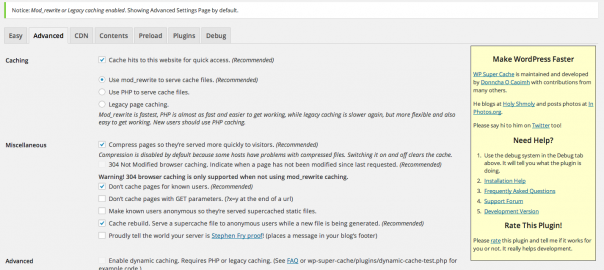 Notice: Mod_rewrite or Legacy caching enabled. Showing Advanced Settings Page by default.
Easy
Advanced
CDN
Contents
Preload
Plugins
Debug
Caching
Cache hits to this website for quick access. (Recommended)
Use mod_rewrite to serve cache files. (Recommended)
Use PHP to serve cache files.
Legacy page caching.
Mod_rewrite is fastest, PHP is almost as fast and easier to get working, while legacy caching is slower again, but more flexible and also
easy to get working. New users should use PHP caching.
Miscellaneous
Compress pages so they're served more quickly to visitors. (Recommended)
Compression is disabled by default because some hosts have problems with compressed files. Switching it on and off clears the cache.
304 Not Modified browser caching. Indicate when a page has not been modified since last requested. (Recommended)
Warning! 304 browser caching is only supported when not using mod_rewrite caching.
Don't cache pages for known users. (Recommended)
Don't cache pages with GET parameters. (?x=y at the end of a url)
Make known users anonymous so they're served supercached static files.
Cache rebuild. Serve a supercache file to anonymous users while a new file is being generated. (Recommended)
Proudly tell the world your server is Stephen Fry proof! (places a message in your blog's footer)
Advanced
Enable dynamic caching. Requires PHP or legacy caching. (See FAQ or wp-super-cache/plugins/dynamic-cache-test.php for
example code.)
Make WordPress Faster
WP Super Cache is maintained and developed
by Donncha O Caoimh with contributions from
many others.
He blogs at Holy Shmoly and posts photos at In
Photos.org.
Please say hi to him on Twitter too!
Need Help?
1. Use the debug system in the Debug tab
above. It will tell you what the plugin is
doing.
2. Installation Help
3. Frequently Asked Questions
4. Support Forum
5. Development Version
Rate This Plugin!
Please rate this plugin and tell me if it works for
you or not. It really helps development.